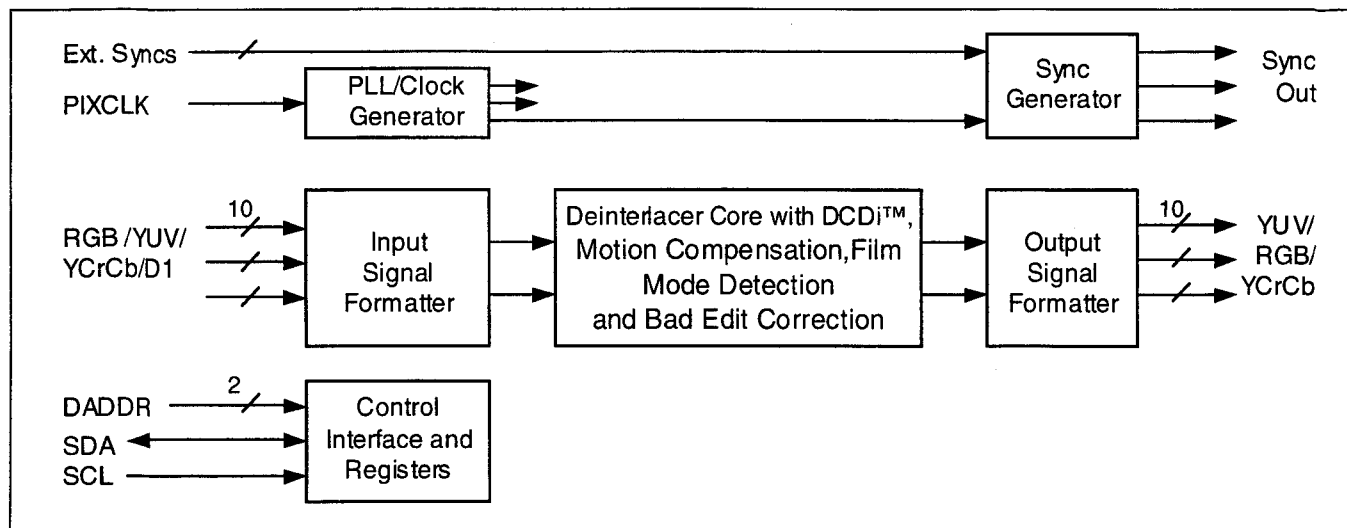 Ext. Syncs
PIXCLK
PLL/Clock
Generator
Sync
Generator
Sync
Out
10
RGB /YUV/
YCrCb/D1
Input
Signal
Formatter
Deinterlacer Core with DCDi™,
Motion Compensation,Film
Mode Detection
and Bad Edit Correction
Output
Signal
Formatter
10
YUV/
RGB/
YCrCb
DADDR
2
SDA
SCL
Control
Interface and
Registers